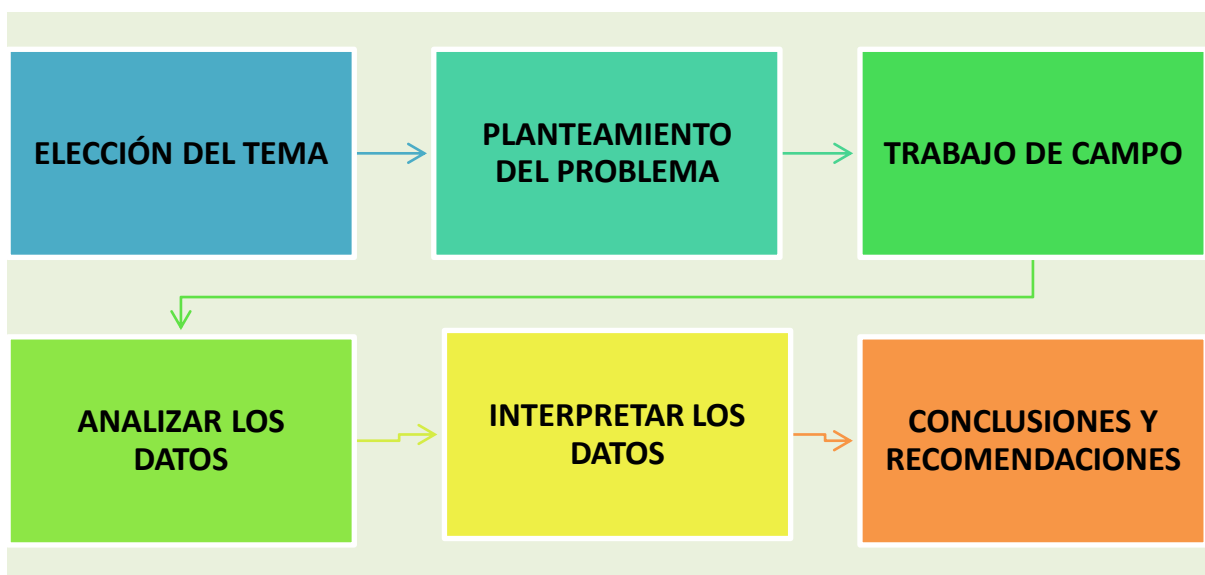 ELECCIÓN DEL TEMA
PLANTEAMIENTO
DEL PROBLEMA
TRABAJO DE CAMPO
ANALIZAR LOS
DATOS
INTERPRETAR LOS
DATOS
CONCLUSIONES Y
RECOMENDACIONES